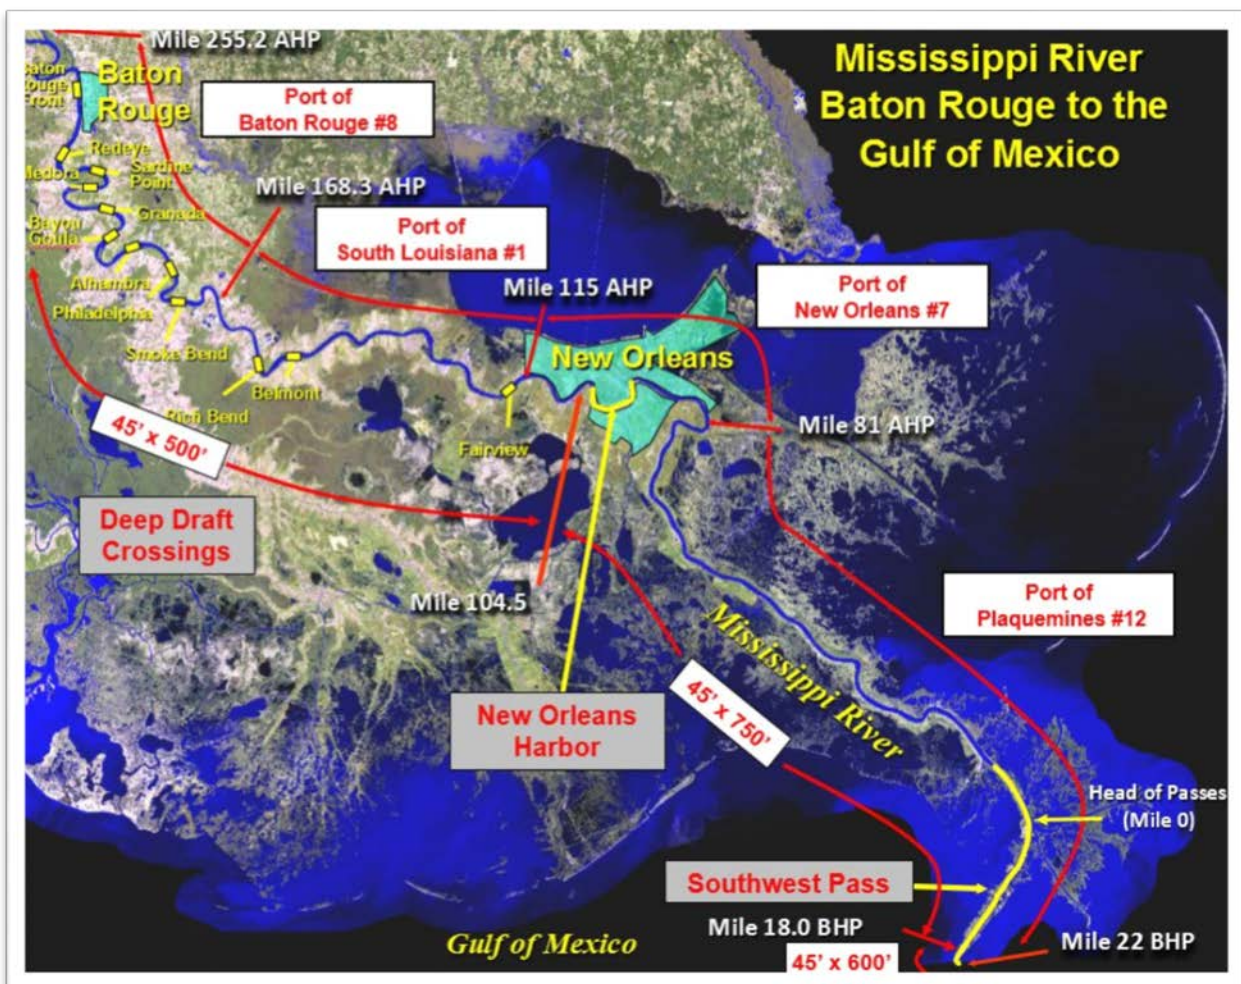 Mississippi River
Baton Rouge to the
Gulf of Mexico
Mile 255.2 AHP
Baton
Rouge
Front
Baton
Rouge
Port of
Baton Rouge #8
Redeye
Medora
Sardine
Point
Mile 168.3 AHP
Granada
Bayou
Goula
Port of
South Louisiana #1
Alhambra
Mile 115 AHP
Port of
New Orleans #7
Philadelphia
Smoke Bend
New Orleans
Belmont
Rich Bend
Fairview
Mile 81 AHP
45' x 500'
Deep Draft
Crossings
Mile 104.5
Port of
Plaquemines #12
Mississippi River
45' x 750'
New Orleans
Harbor
Head of Passes
(Mile 0)
Southwest Pass
Mile 18.0 BHP
Gulf of Mexico
Mile 22 BHP
45' x 600'